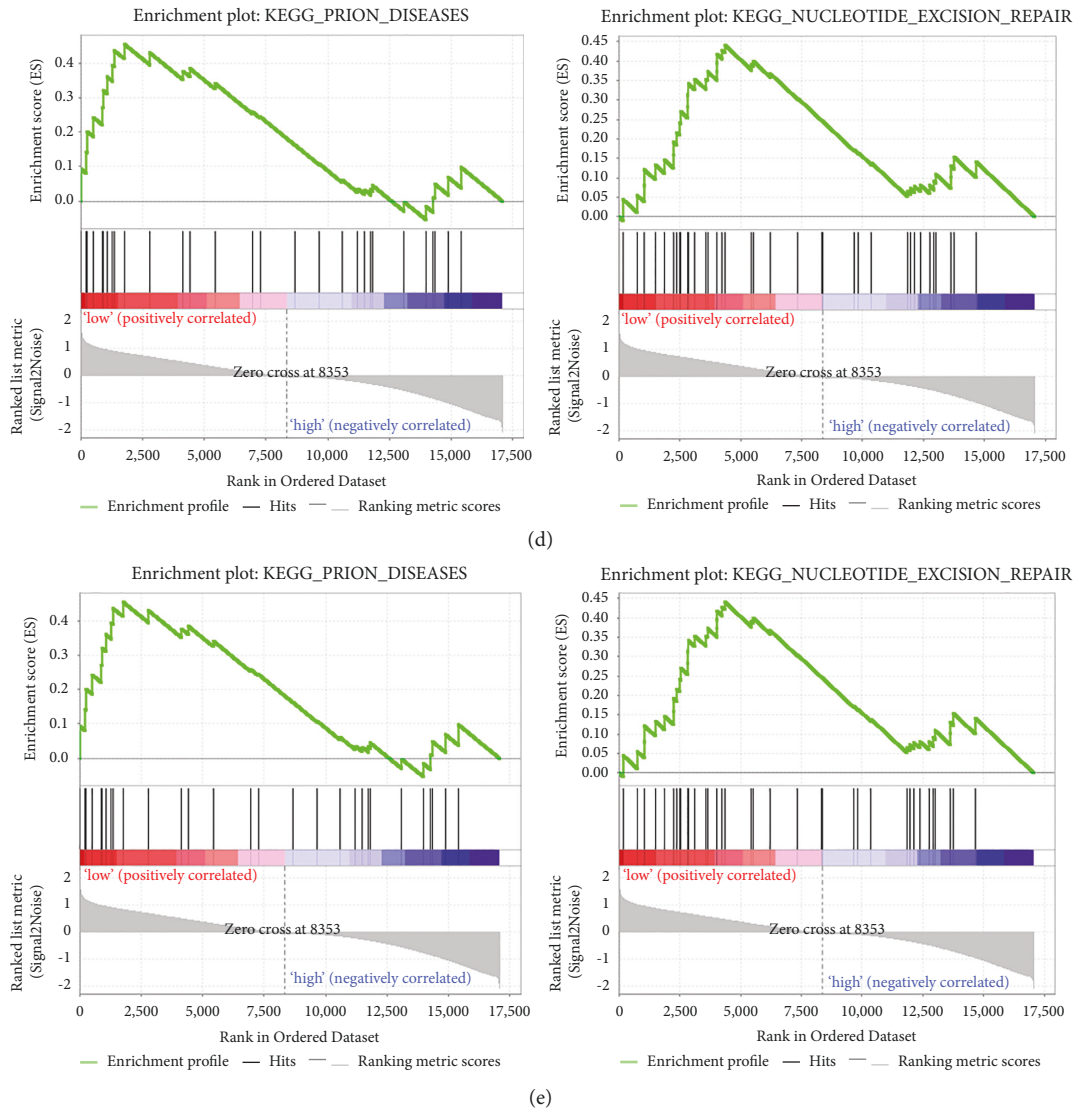 Enrichment plot: KEGG_PRION_DISEASES
Enrichment score (ES)
0.4
0.3
0.2
0.1
0.0
'low' (positively correlated)
Ranked list metric
(Signal2Noise)
2
1
0
-1
-2
Zero cross at 8353
'high' (negatively correlated)
0 2,500 5,000 7,500 10,000 12,500 15,000 17,500
Rank in Ordered Dataset
Enrichment profile Hits Ranking metric scores
Enrichment plot: KEGG_NUCLEOTIDE_EXCISION_REPAIR
Enrichment score (ES)
0.45
0.40
0.35
0.30
0.25
0.20
0.15
0.10
0.05
0.00
'low' (positively correlated)
Ranked list metric
(Signal2Noise)
2
1
0
-1
-2
Zero cross at 8353
'high' (negatively correlated)
0 2,500 5,000 7,500 10,000 12,500 15,000 17,500
Rank in Ordered Dataset
Enrichment profile Hits Ranking metric scores
(d)
Enrichment plot: KEGG_PRION_DISEASES
Enrichment score (ES)
0.4
0.3
0.2
0.1
0.0
'low' (positively correlated)
Ranked list metric
(Signal2Noise)
2
1
0
-1
-2
Zero cross at 8353
'high' (negatively correlated)
0 2,500 5,000 7,500 10,000 12,500 15,000 17,500
Rank in Ordered Dataset
Enrichment profile Hits Ranking metric scores
Enrichment plot: KEGG_NUCLEOTIDE_EXCISION_REPAIR
Enrichment score (ES)
0.45
0.40
0.35
0.30
0.25
0.20
0.15
0.10
0.05
0.00
'low' (positively correlated)
Ranked list metric
(Signal2Noise)
2
1
0
-1
-2
Zero cross at 8353
'high' (negatively correlated)
0 2,500 5,000 7,500 10,000 12,500 15,000 17,500
Rank in Ordered Dataset
Enrichment profile Hits Ranking metric scores
(e)